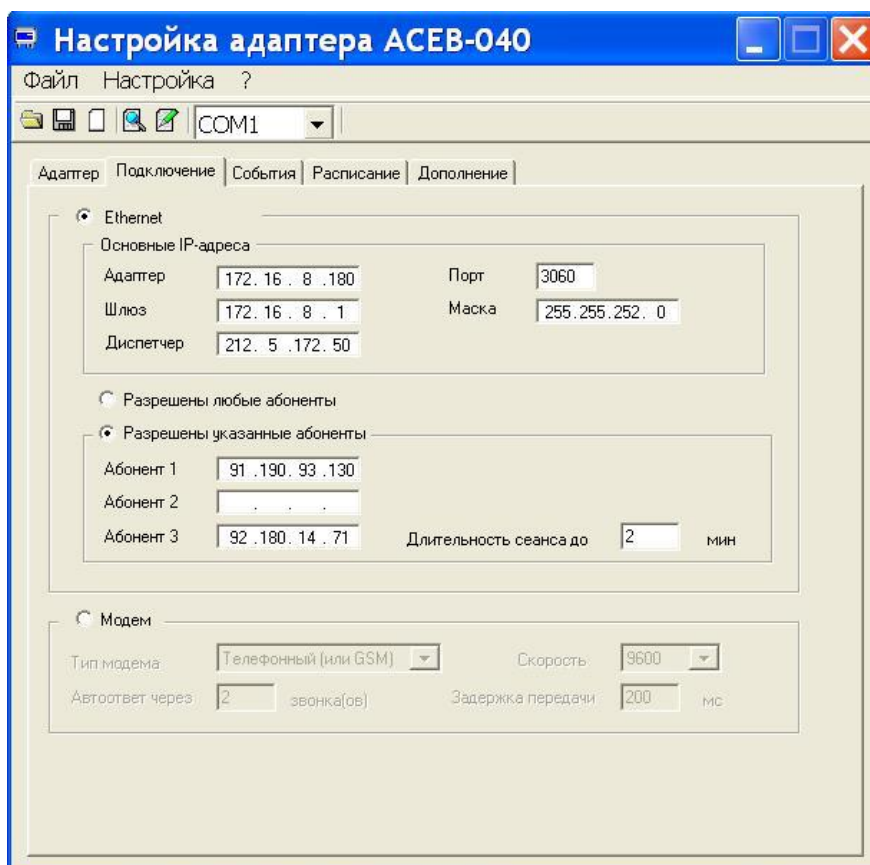 Настройка адаптера ACEB-040
Файл Настройка ?
COM1
Адаптер Подключение События Расписание Дополнение
Ethernet
Основные IP-адреса
Адаптер 172. 16 . 8 .180 Порт 3060
Шлюз 172. 16 . 8 . 1 Маска 255.255.252. 0
Диспетчер 212. 5 .172. 50
Разрешены любые абоненты
Разрешены указанные абоненты
Абонент 1 91 .190. 93 .130
Абонент 2 . . .
Абонент 3 92 .180. 14 . 71 Длительность сеанса до 2 мин
Модем
Тип модема Телефонный (или GSM) Скорость 9600
Автоответ через 2 звонка(ов) Задержка передачи 200 мс